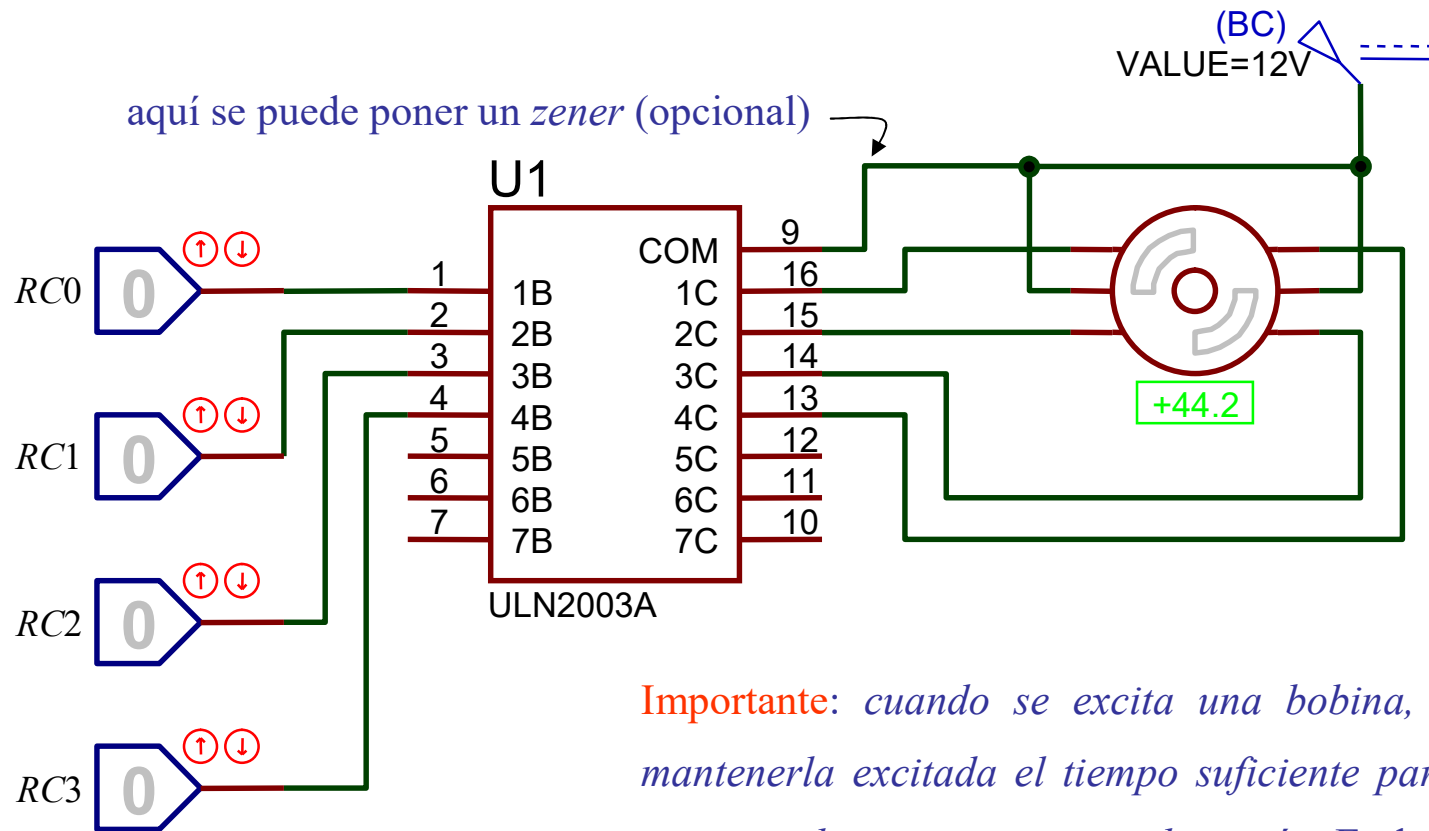 (BC)
VALUE=12V
aquí se puede poner un zener (opcional)
U1
RC0 0 ↑ ↓
RC1 0 ↑ ↓
RC2 0 ↑ ↓
RC3 0 ↑ ↓
1 1B COM 9
2 2B 1C 16
3 3B 2C 15
4 4B 3C 14
5 5B 4C 13
6 6B 5C 12
7 7B 6C 11
7C 10
+44.2
ULN2003A
Importante: cuando se excita una bobina,
mantenerla excitada el tiempo suficiente